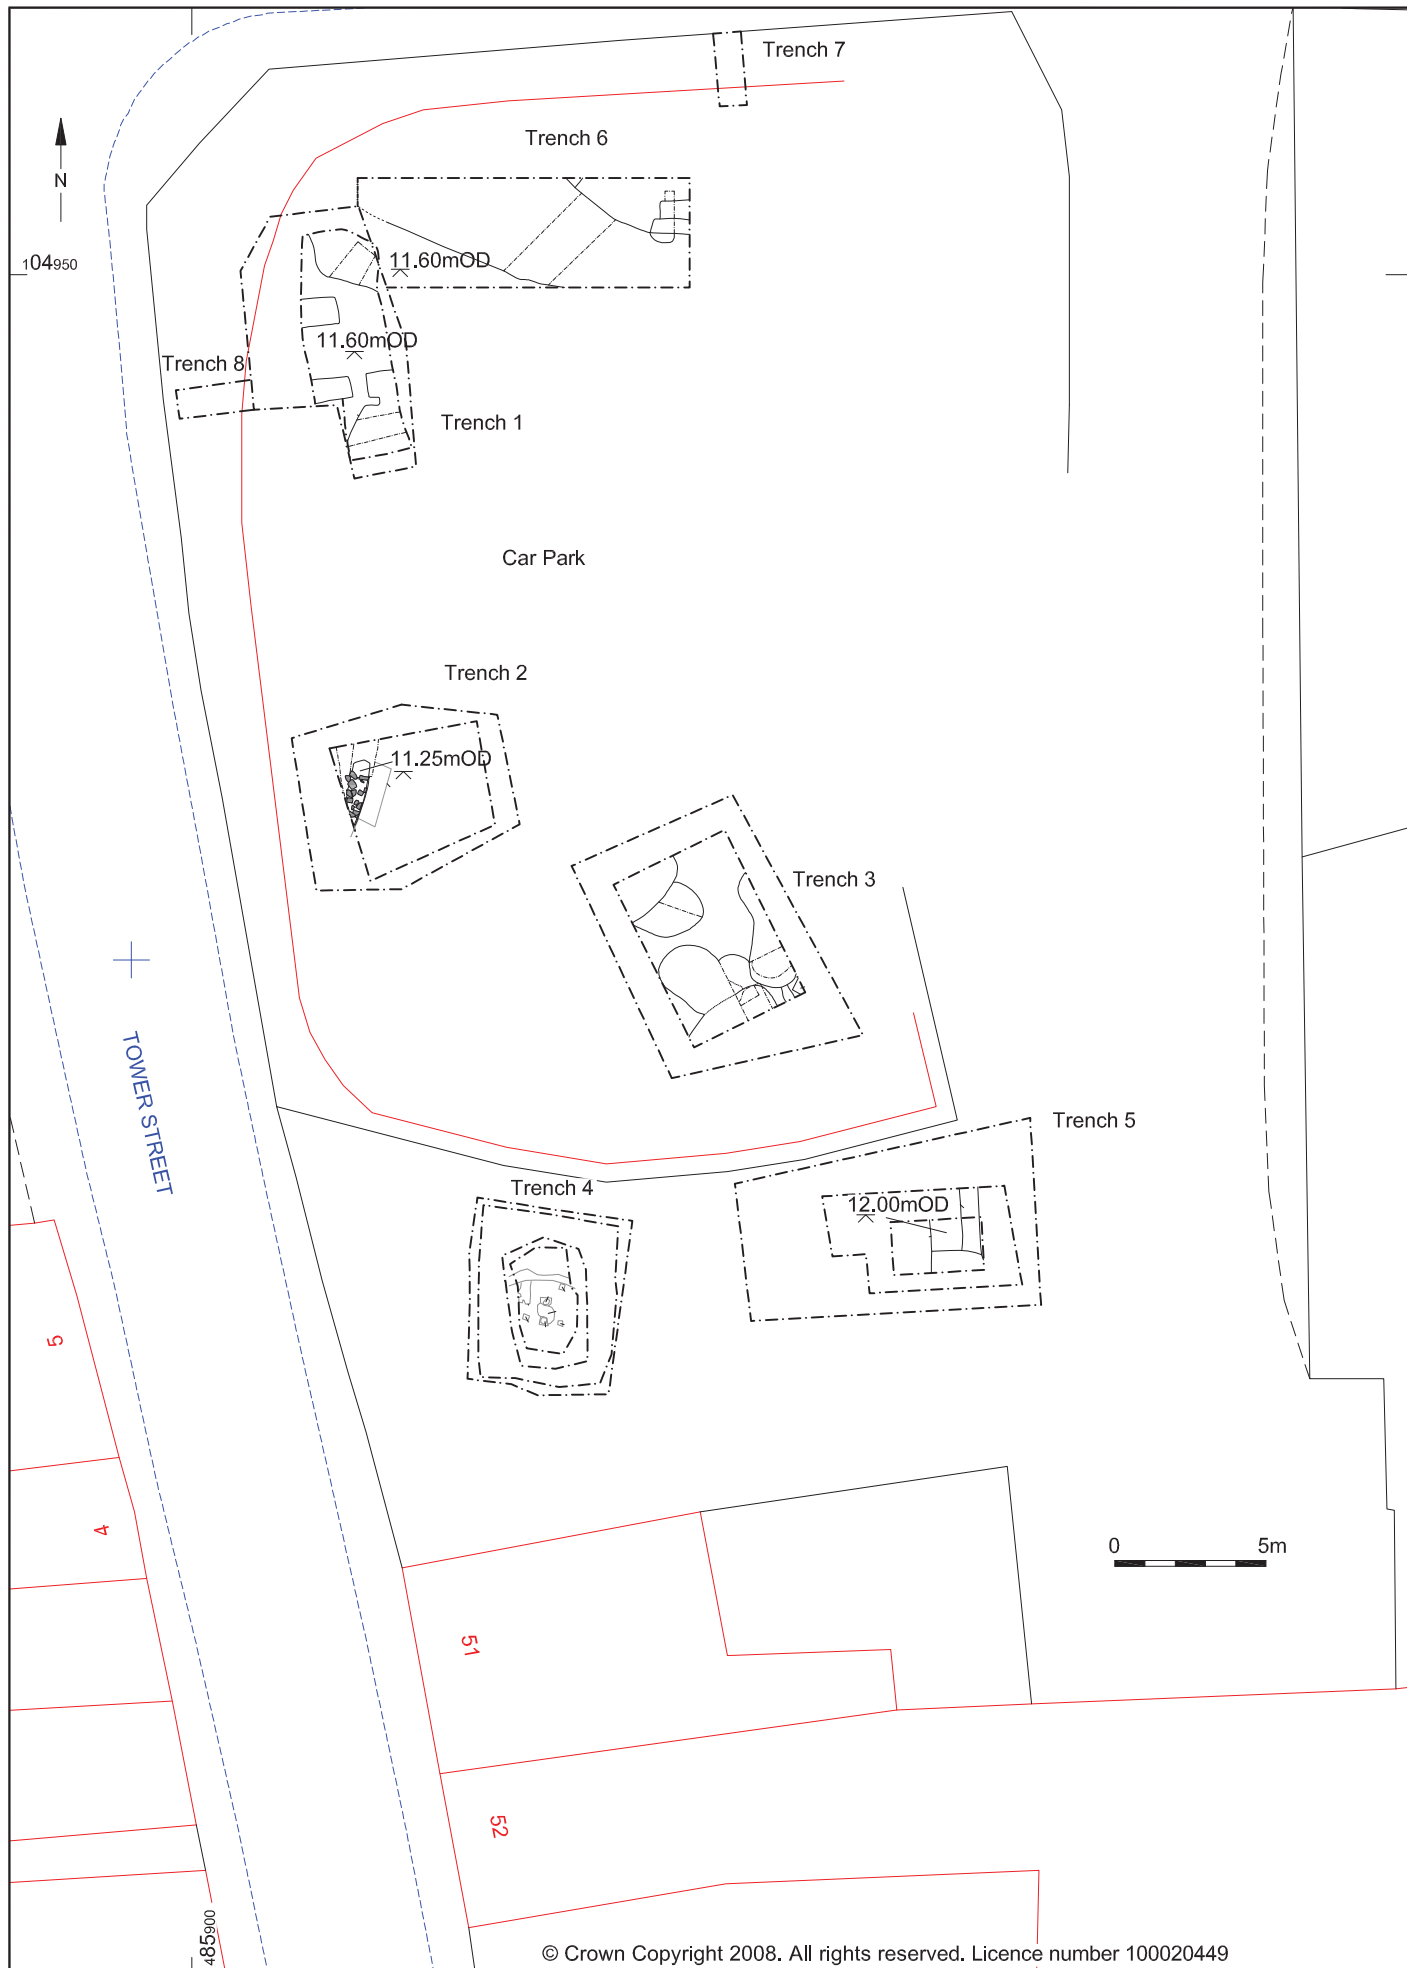 Trench 7
Trench 6
N
104950
11.60mOD
11.60mOD
Trench 8
Trench 1
Car Park
Trench 2
11.25mOD
Trench 3
TOWER STREET
Trench 5
Trench 4
12.00mOD
5
4
0 5m
51
52
485900
© Crown Copyright 2008. All rights reserved. Licence number 100020449